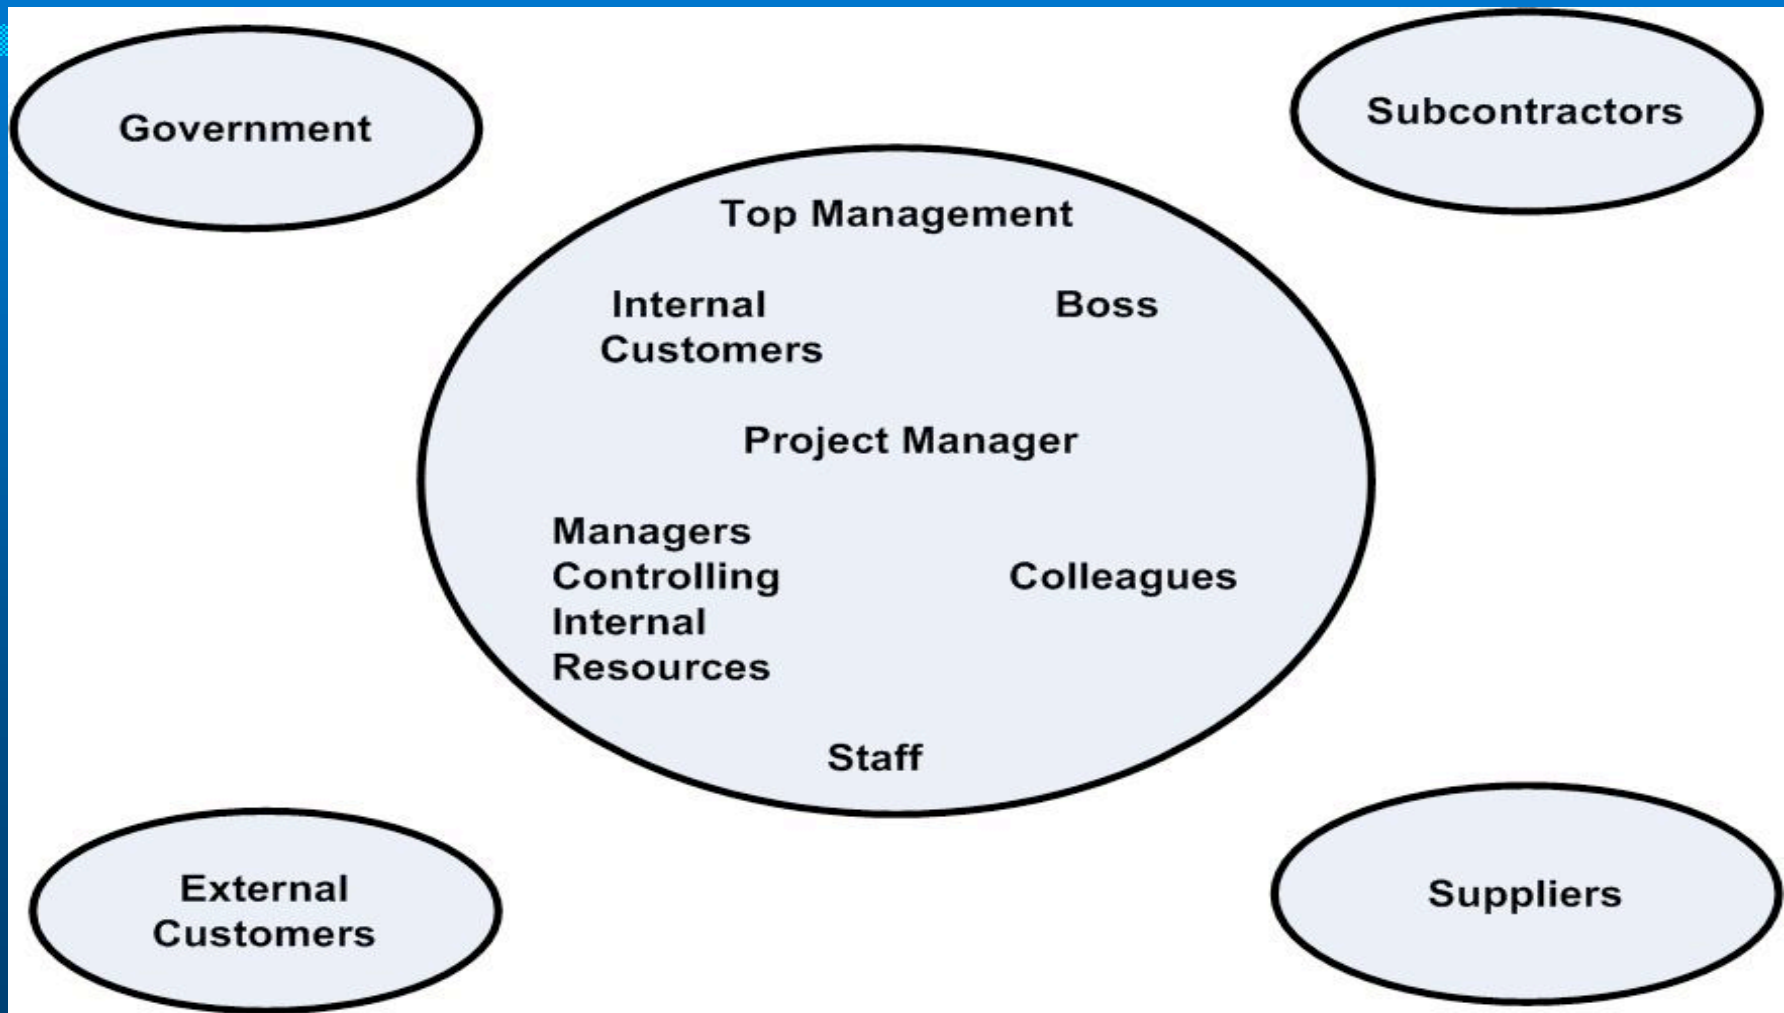 Government
Subcontractors
Top Management
Internal
Customers
Boss
Project Manager
Managers
Controlling
Internal
Resources
Colleagues
Staff
External
Customers
Suppliers